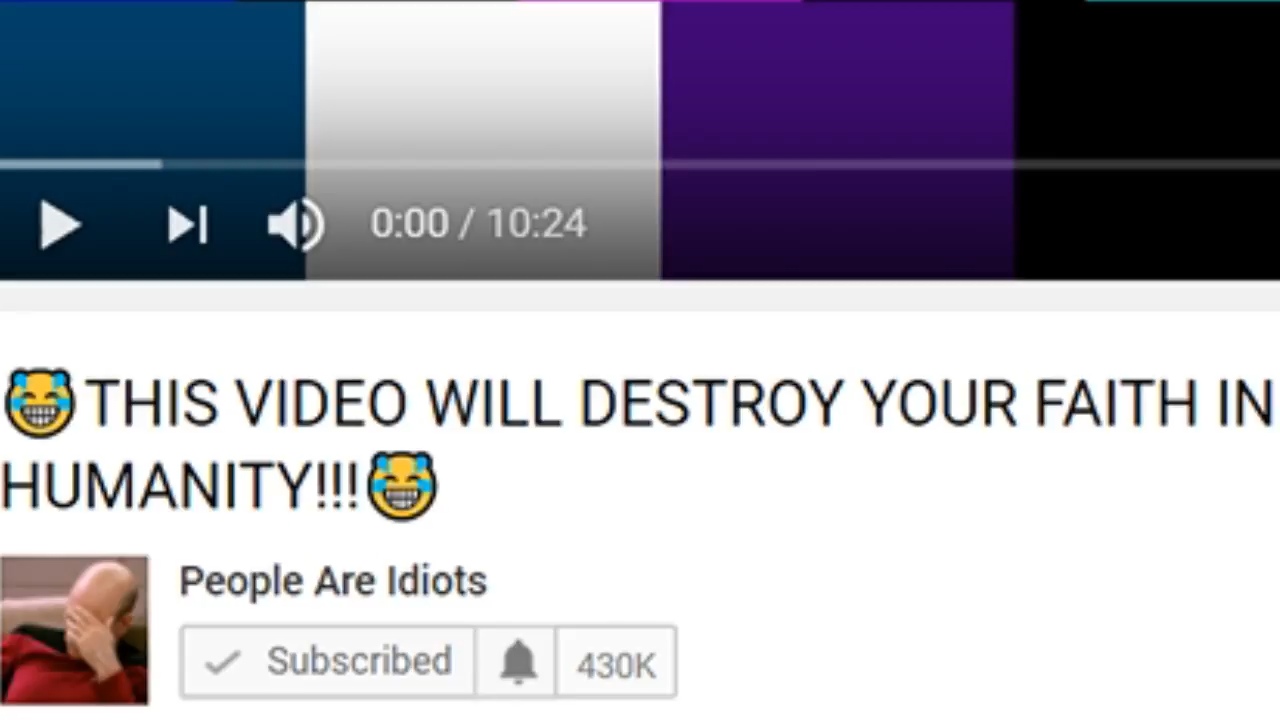 0:00 / 10:24
😂THIS VIDEO WILL DESTROY YOUR FAITH IN
HUMANITY!!!😂
People Are Idiots
Subscribed 430K